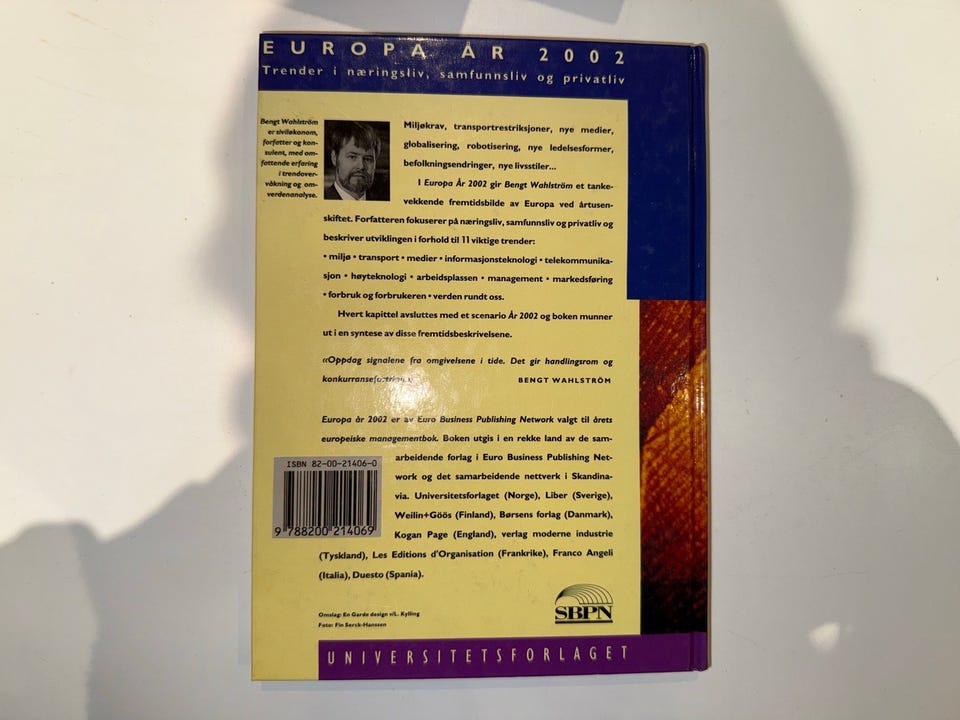 EUROPA ÅR 2002
Trender i næringsliv, samfunnsliv og privatliv
Bengt Wahlström
er siviløkonom,
forfatter og kon-
sulent, med om-
fattende erfaring
i trendover-
våkning og om-
verdenanalyse.
Miljøkrav, transportrestriksjoner, nye medier,
globalisering, robotisering, nye ledelsesformer,
befolkningsendringer, nye livsstiler...
I Europa År 2002 gir Bengt Wahlström et tanke-
vekkende fremtidsbilde av Europa ved årtusen-
skiftet. Forfatteren fokuserer på næringsliv, samfunnsliv og privatliv og
beskriver utviklingen i forhold til 11 viktige trender:
• miljø • transport • medier • informasjonsteknologi • telekommunika-
sjon • høyteknologi • arbeidsplassen • management • markedsføring
• forbruk og forbrukeren • verden rundt oss.
Hvert kapittel avsluttes med et scenario År 2002 og boken munner
ut i en syntese av disse fremtidsbeskrivelsene.
«Oppdag signalene fra omgivelsene i tide. Det gir handlingsrom og
konkurransefortrinn.»
BENGT WAHLSTRÖM
Europa år 2002 er av Euro Business Publishing Network valgt til årets
europeiske managementbok. Boken utgis i en rekke land av de sam-
arbeidende forlag i Euro Business Publishing Net-
work og det samarbeidende nettverk i Skandina-
via. Universitetsforlaget (Norge), Liber (Sverige),
Weilin+Göös (Finland), Børsens forlag (Danmark),
Kogan Page (England), verlag moderne industrie
(Tyskland), Les Editions d'Organisation (Frankrike), Franco Angeli
(Italia), Duesto (Spania).
ISBN 82-00-21406-0
9 788200 214069
Omslag: En Garde design v/L. Kylling
Foto: Fin Serck-Hanssen
SBPN
UNIVERSITETSFORLAGET